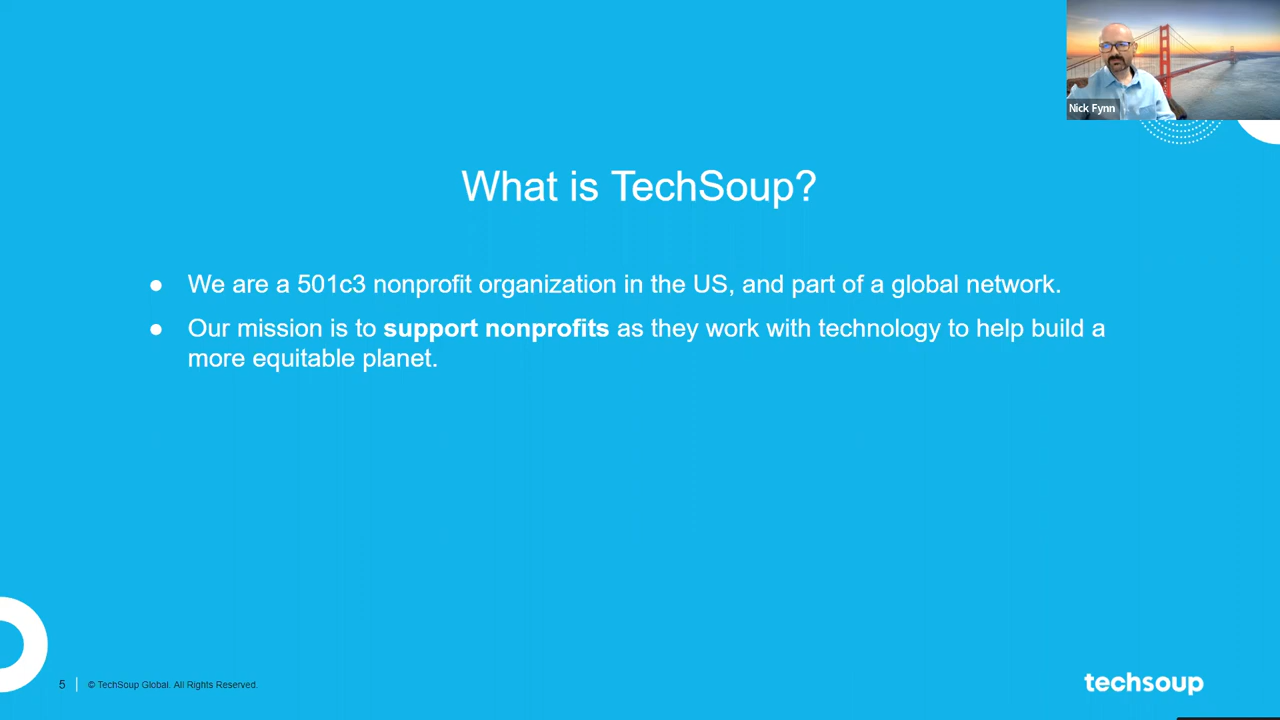 Nick Fynn
What is TechSoup?
● We are a 501c3 nonprofit organization in the US, and part of a global network.
● Our mission is to support nonprofits as they work with technology to help build a
more equitable planet.
5 | © TechSoup Global. All Rights Reserved.
techsoup